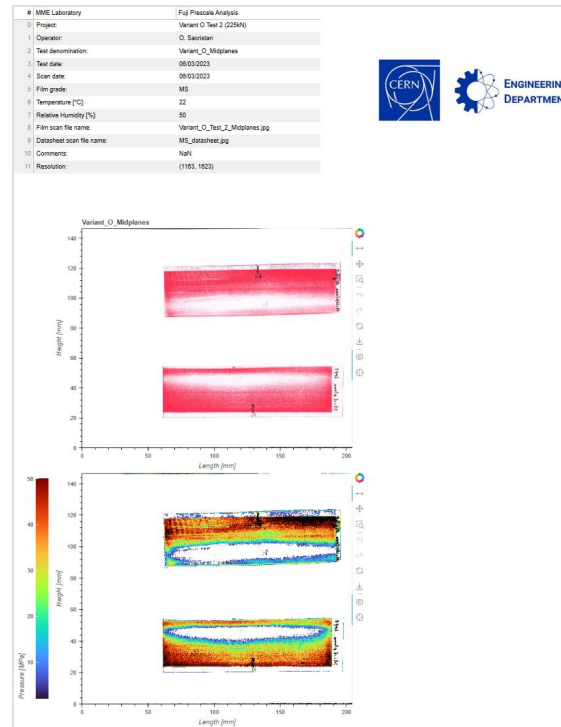 # MME Laboratory Fuji Prescale Analysis
0 Project: Variant O Test 2 (225kN)
1 Operator: O. Sacristan
2 Test denomination: Variant_O_Midplanes
3 Test date: 06/03/2023
4 Scan date: 06/03/2023
5 Film grade: MS
6 Temperature [°C]: 22
7 Relative Humidity [%]: 50
8 Film scan file name: Variant_O_Test_2_Midplanes.jpg
9 Datasheet scan file name: MS_datasheet.jpg
10 Comments: NaN
11 Resolution: (1163, 1623)
CERN
ENGINEERING
DEPARTMEN
Variant_O_Midplanes
140
120
100
80
60
40
20
0
Height [mm]
0 50 100 150 200
Length [mm]
50
40
30
20
10
Pressure [MPa]
140
120
100
80
60
40
20
0
Height [mm]
0 50 100 150 200
Length [mm]